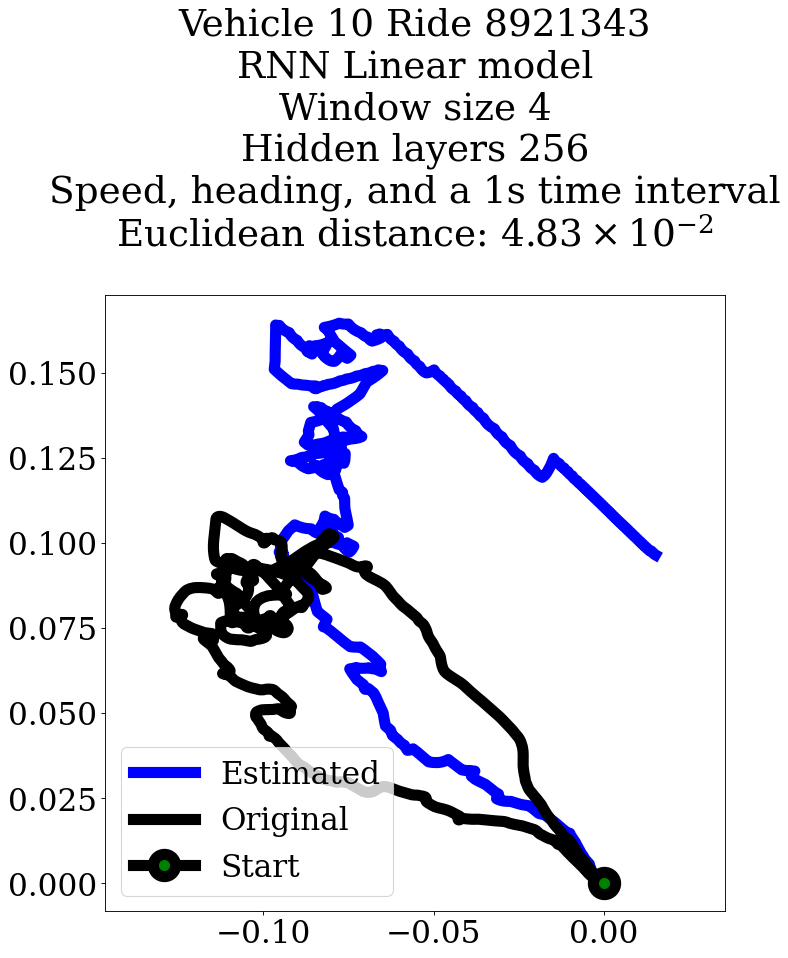 Vehicle 10 Ride 8921343
RNN Linear model
Window size 4
Hidden layers 256
Speed, heading, and a 1s time interval
Euclidean distance: 4.83 × 10⁻²
0.150
0.125
0.100
0.075
0.050
0.025
0.000
Estimated
Original
Start
−0.10
−0.05
0.00